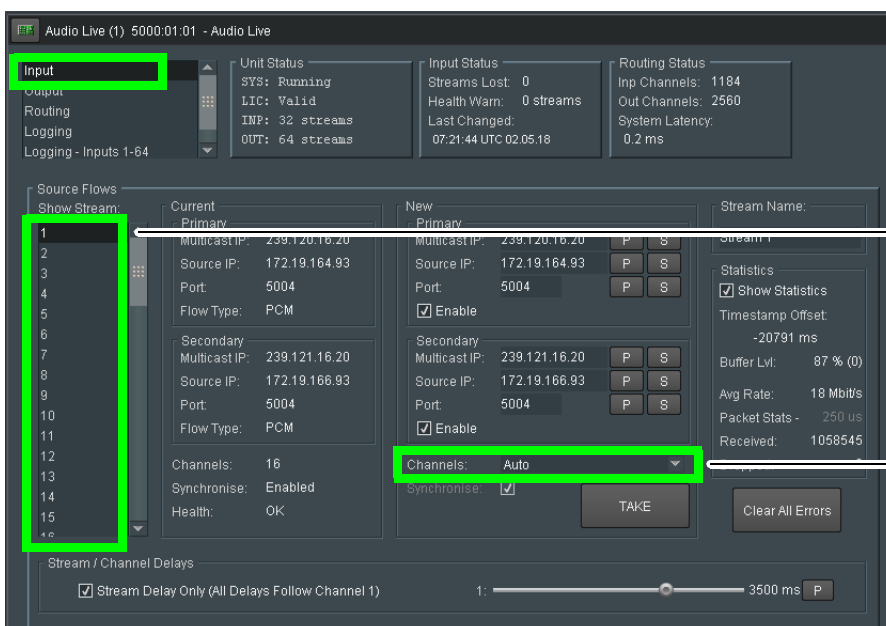 Audio Live (1) 5000:01:01 - Audio Live
Input
Output
Routing
Logging
Logging - Inputs 1-64
Unit Status
SYS: Running
LIC: Valid
INP: 32 streams
OUT: 64 streams
Input Status
Streams Lost: 0
Health Warn: 0 streams
Last Changed:
07:21:44 UTC 02.05.18
Routing Status
Inp Channels: 1184
Out Channels: 2560
System Latency:
0.2 ms
Source Flows
Show Stream:
1
2
3
4
5
6
7
8
9
10
11
12
13
14
15
16
Current
Primary
Multicast IP: 239.120.16.20
Source IP: 172.19.164.93
Port: 5004
Flow Type: PCM
Secondary
Multicast IP: 239.121.16.20
Source IP: 172.19.166.93
Port: 5004
Flow Type: PCM
Channels: 16
Synchronise: Enabled
Health: OK
New
Primary
Multicast IP: 239.120.16.20 P S
Source IP: 172.19.164.93 P S
Port: 5004 P S
Enable
Secondary
Multicast IP: 239.121.16.20 P S
Source IP: 172.19.166.93 P S
Port: 5004 P S
Enable
Channels: Auto
Synchronise:
TAKE
Stream Name:
Stream 1
Statistics
Show Statistics
Timestamp Offset:
-20791 ms
Buffer Lvl: 87 % (0)
Avg Rate: 18 Mbit/s
Packet Stats - 250 us
Received: 1058545
Clear All Errors
Stream / Channel Delays
Stream Delay Only (All Delays Follow Channel 1)
1: 3500 ms P